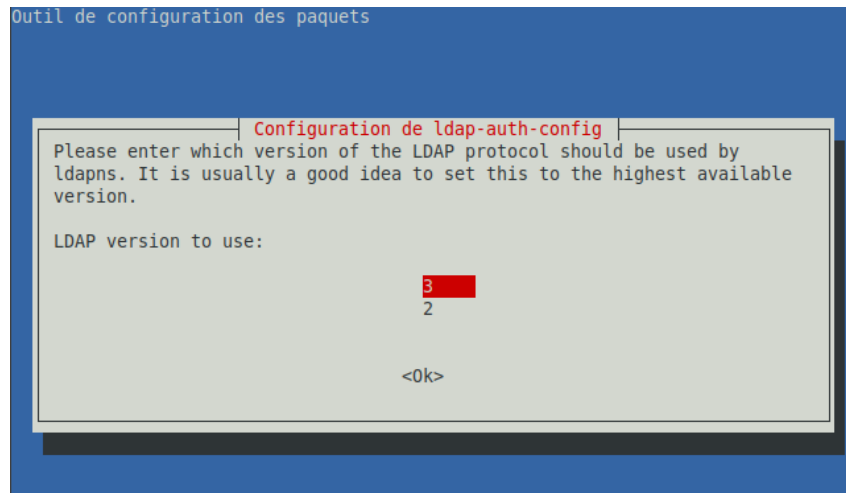 Outil de configuration des paquets
Configuration de ldap-auth-config
Please enter which version of the LDAP protocol should be used by
ldapns. It is usually a good idea to set this to the highest available
version.
LDAP version to use:
3
2
<Ok>